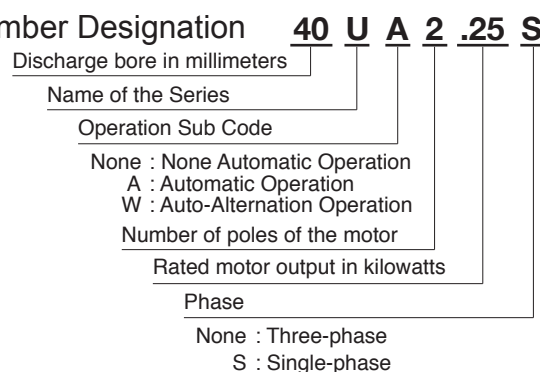 mber Designation 40 U A 2 .25 S
Discharge bore in millimeters
Name of the Series
Operation Sub Code
None : None Automatic Operation
A : Automatic Operation
W : Auto-Alternation Operation
Number of poles of the motor
Rated motor output in kilowatts
Phase
None : Three-phase
S : Single-phase